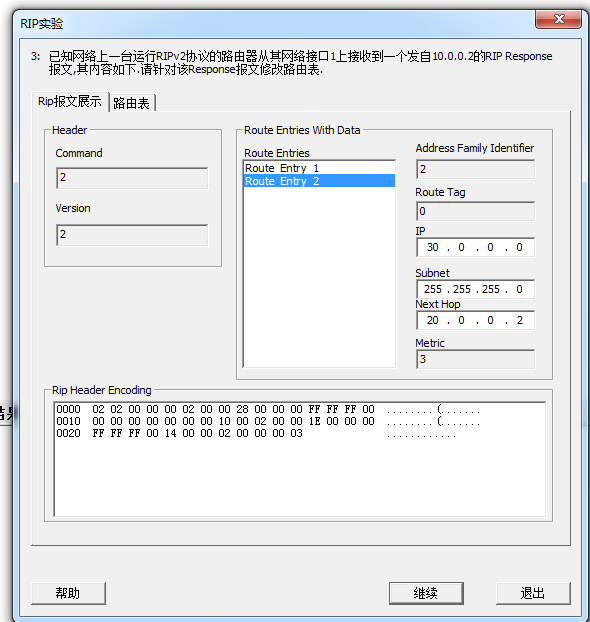 RIP实验
3: 已知网络上一台运行RIPv2协议的路由器从其网络接口1上接收到一个发自10.0.0.2的RIP Response
报文,其内容如下.请针对该Response报文修改路由表.
Rip报文展示 路由表
Header
Command
2
Version
2
Route Entries With Data
Route Entries
Route Entry 1
Route Entry 2
Address Family Identifier
2
Route Tag
0
IP
30 . 0 . 0 . 0
Subnet
255 . 255 . 255 . 0
Next Hop
20 . 0 . 0 . 2
Metric
3
Rip Header Encoding
0000 02 02 00 00 00 02 00 00 28 00 00 00 FF FF FF 00 ........(.......
0010 00 00 00 00 00 00 00 10 00 02 00 00 1E 00 00 00 ........(.......
0020 FF FF FF 00 14 00 00 02 00 00 00 03 ............
结果
帮助 继续 退出